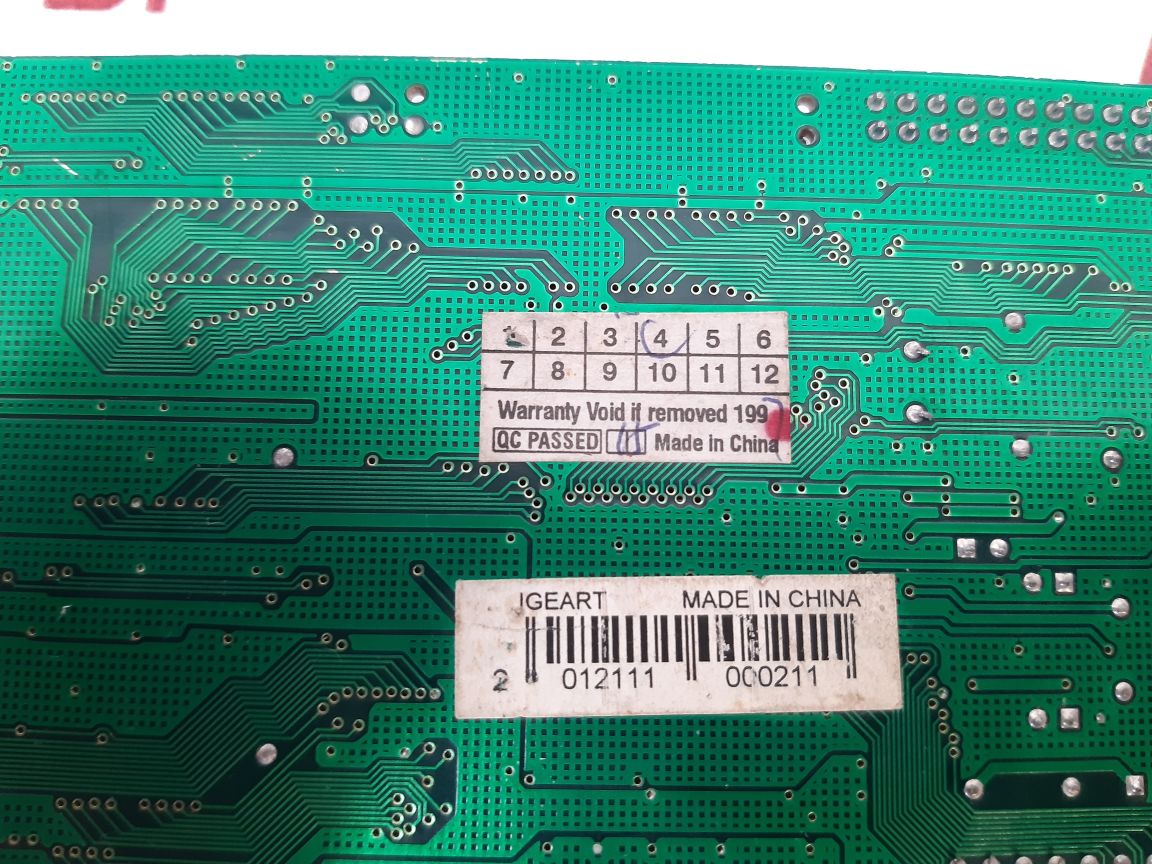 1 2 3 4 5 6
7 8 9 10 11 12
Warranty Void if removed 1997
QC PASSED Made in China
IGEART MADE IN CHINA
2 012111 000211